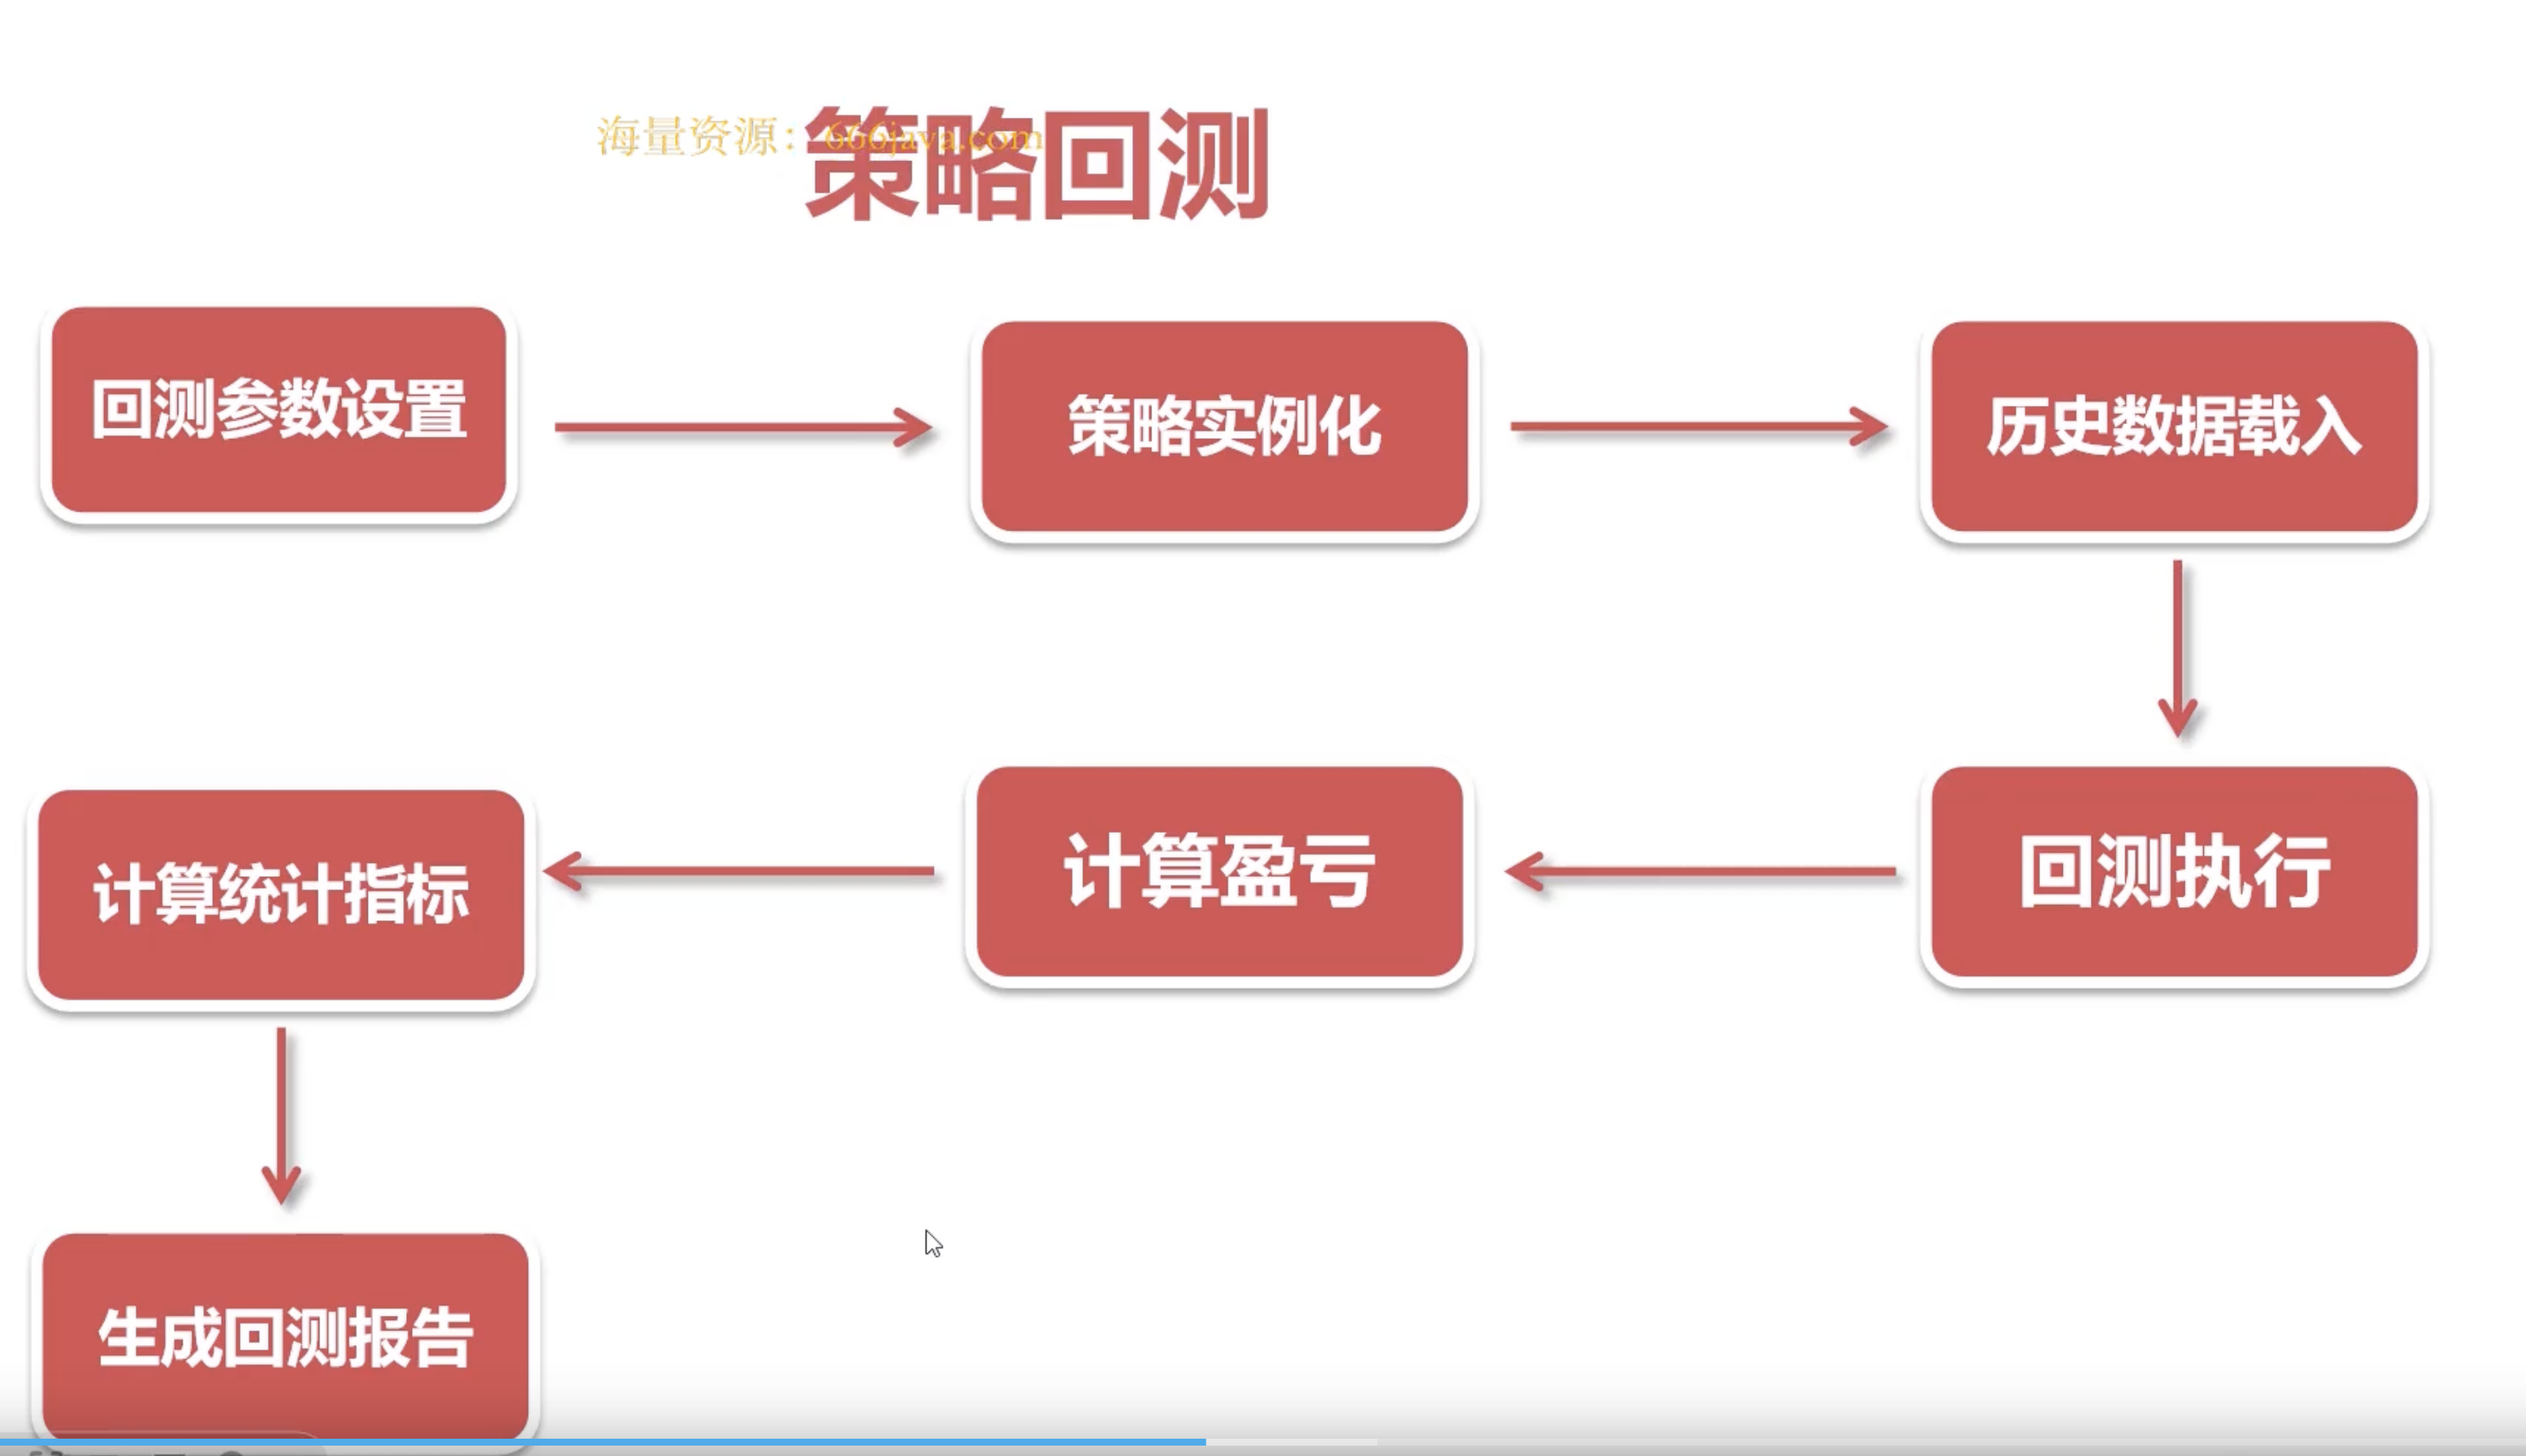 海量资源：666java.com
策略回测
回测参数设置
策略实例化
历史数据载入
回测执行
计算盈亏
计算统计指标
生成回测报告